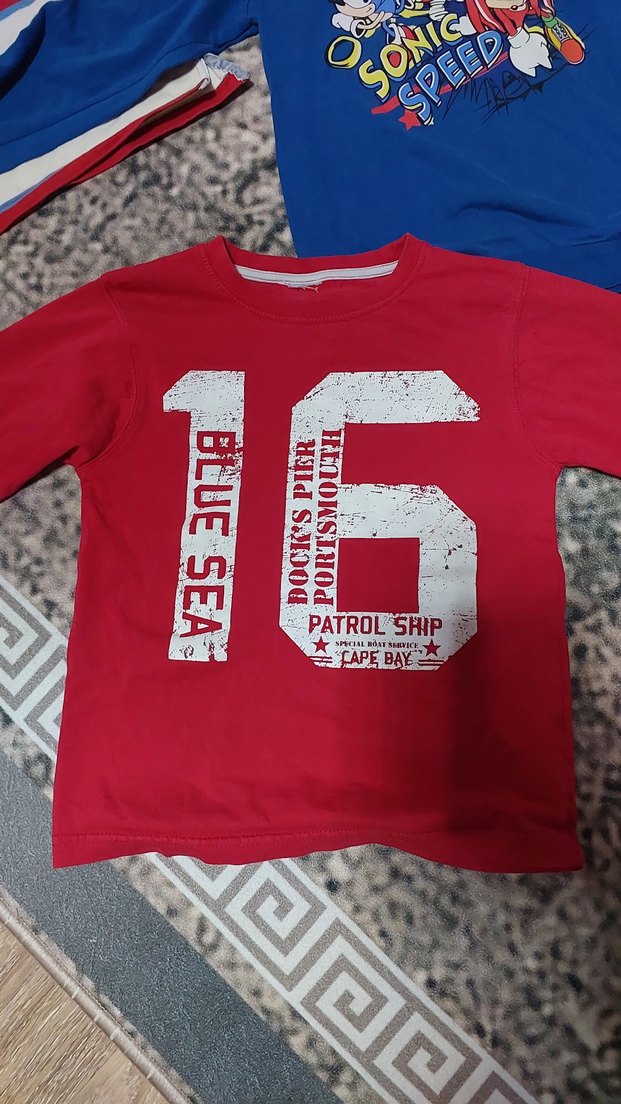 SONIC
SPEED
16
BLUE SEA
DOCK'S PIER
PORTSMOUTH
PATROL SHIP
SPECIAL BOAT SERVICE
CAPE BAY